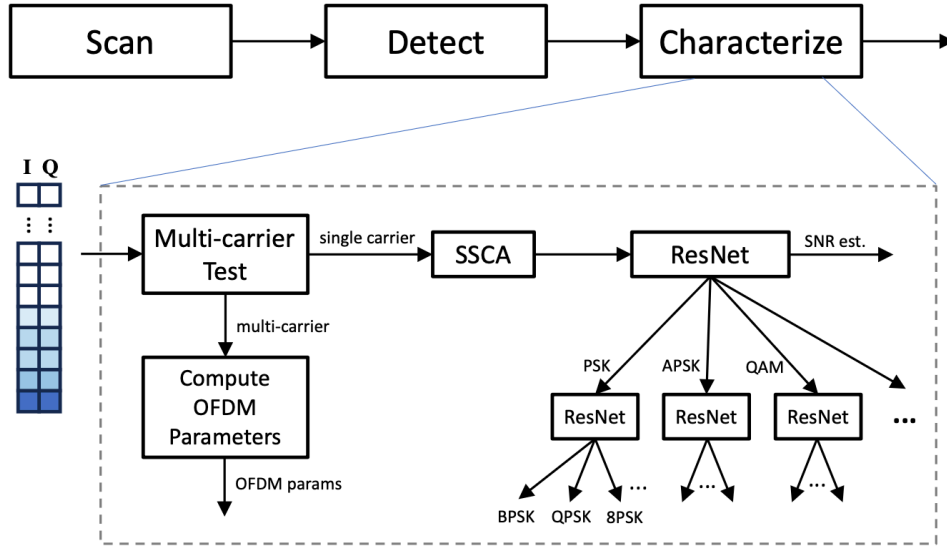 Scan
Detect
Characterize
I Q
⋮ ⋮
Multi-carrier
Test
single carrier
SSCA
ResNet
SNR est.
multi-carrier
Compute
OFDM
Parameters
OFDM params
PSK
APSK
QAM
ResNet
ResNet
ResNet
...
...
...
...
BPSK
QPSK
8PSK